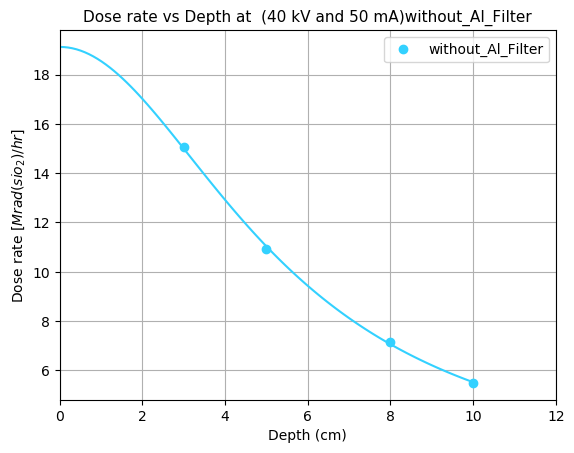 Dose rate vs Depth at  (40 kV and 50 mA)without_Al_Filter
without_Al_Filter
Dose rate [Mrad(sio₂)/hr]
18
16
14
12
10
8
6
0 2 4 6 8 10 12
Depth (cm)